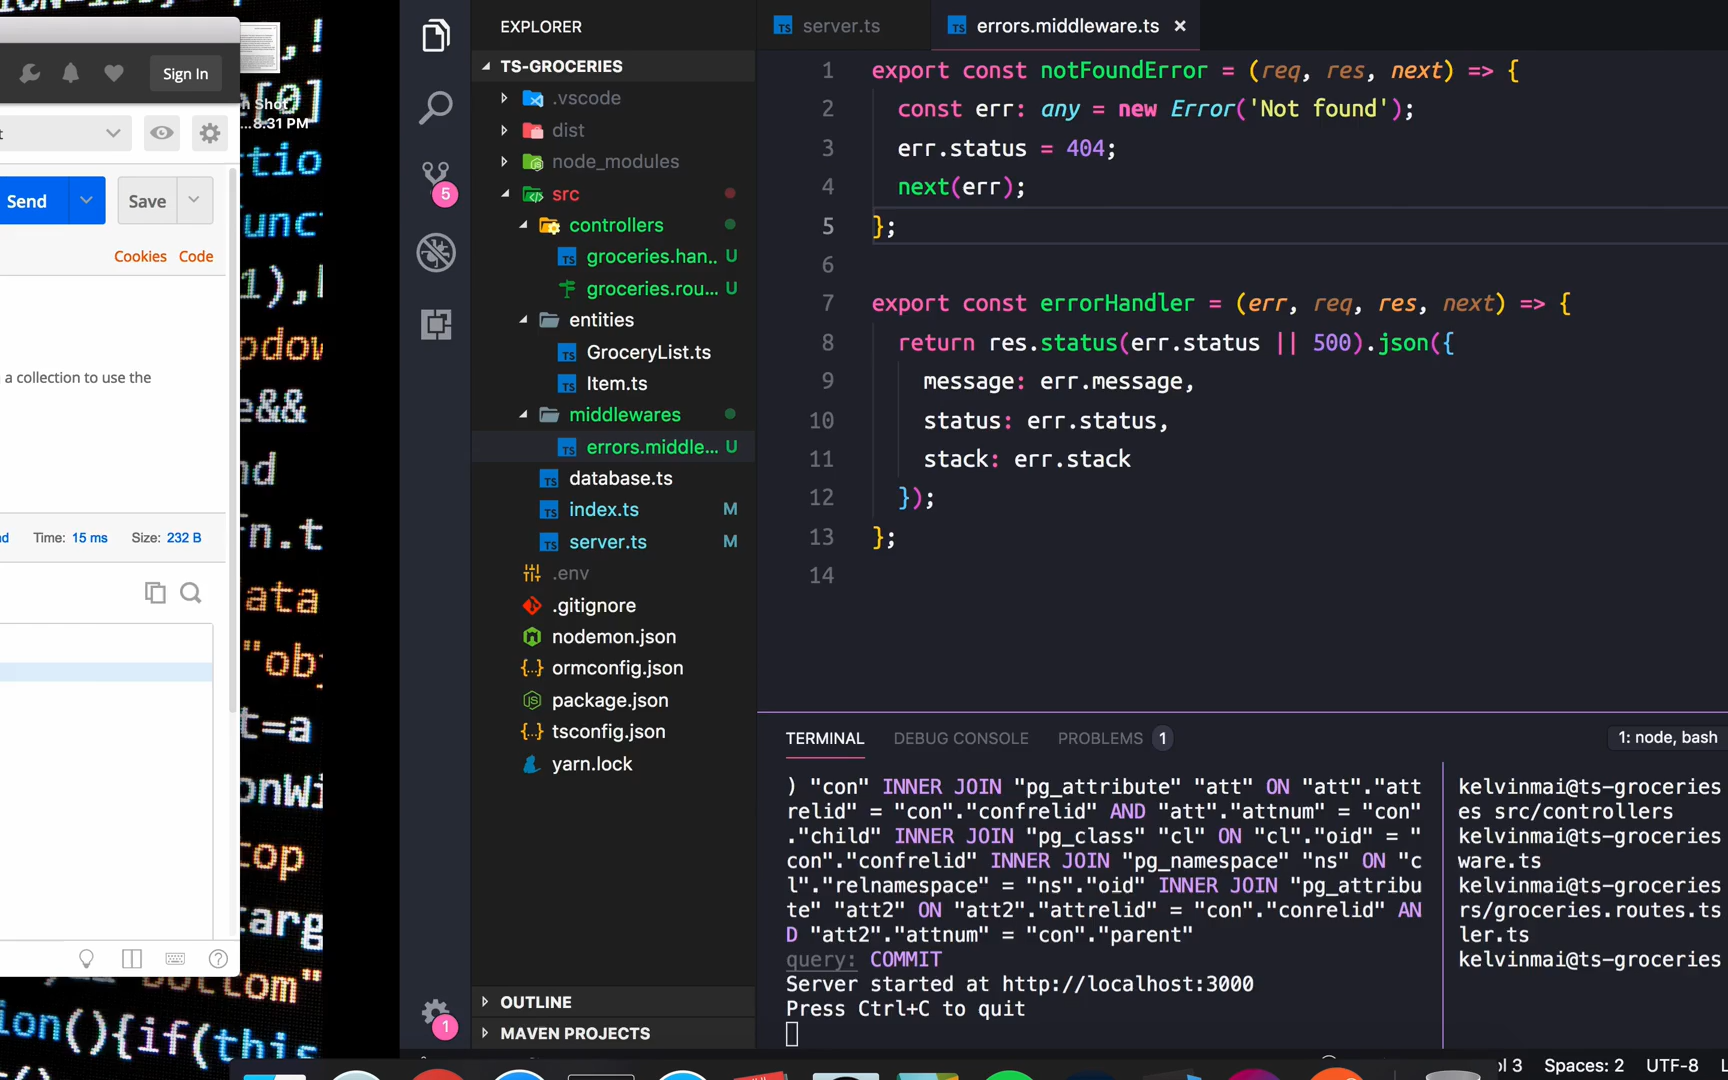 Sign In
Send
Save
Cookies Code
a collection to use the
Time: 15 ms Size: 232 B
8:31 PM
EXPLORER
TS-GROCERIES
.vscode
dist
node_modules
src
controllers
groceries.han.. U
groceries.rou... U
entities
GroceryList.ts
Item.ts
middlewares
errors.middle... U
database.ts
index.ts M
server.ts M
.env
.gitignore
nodemon.json
ormconfig.json
package.json
tsconfig.json
yarn.lock
OUTLINE
MAVEN PROJECTS
5
1
server.ts
errors.middleware.ts ×
1 export const notFoundError = (req, res, next) => {
2 const err: any = new Error('Not found');
3 err.status = 404;
4 next(err);
5 };
6
7 export const errorHandler = (err, req, res, next) => {
8 return res.status(err.status || 500).json({
9 message: err.message,
10 status: err.status,
11 stack: err.stack
12 });
13 };
14
TERMINAL DEBUG CONSOLE PROBLEMS 1
1: node, bash
) "con" INNER JOIN "pg_attribute" "att" ON "att"."att
relid" = "con"."confrelid" AND "att"."attnum" = "con"
."child" INNER JOIN "pg_class" "cl" ON "cl"."oid" = "
con"."confrelid" INNER JOIN "pg_namespace" "ns" ON "c
l"."relnamespace" = "ns"."oid" INNER JOIN "pg_attribu
te" "att2" ON "att2"."attrelid" = "con"."conrelid" AN
D "att2"."attnum" = "con"."parent"
query: COMMIT
Server started at http://localhost:3000
Press Ctrl+C to quit
kelvinmai@ts-groceries
es src/controllers
kelvinmai@ts-groceries
ware.ts
kelvinmai@ts-groceries
rs/groceries.routes.ts
ler.ts
kelvinmai@ts-groceries
Spaces: 2 UTF-8